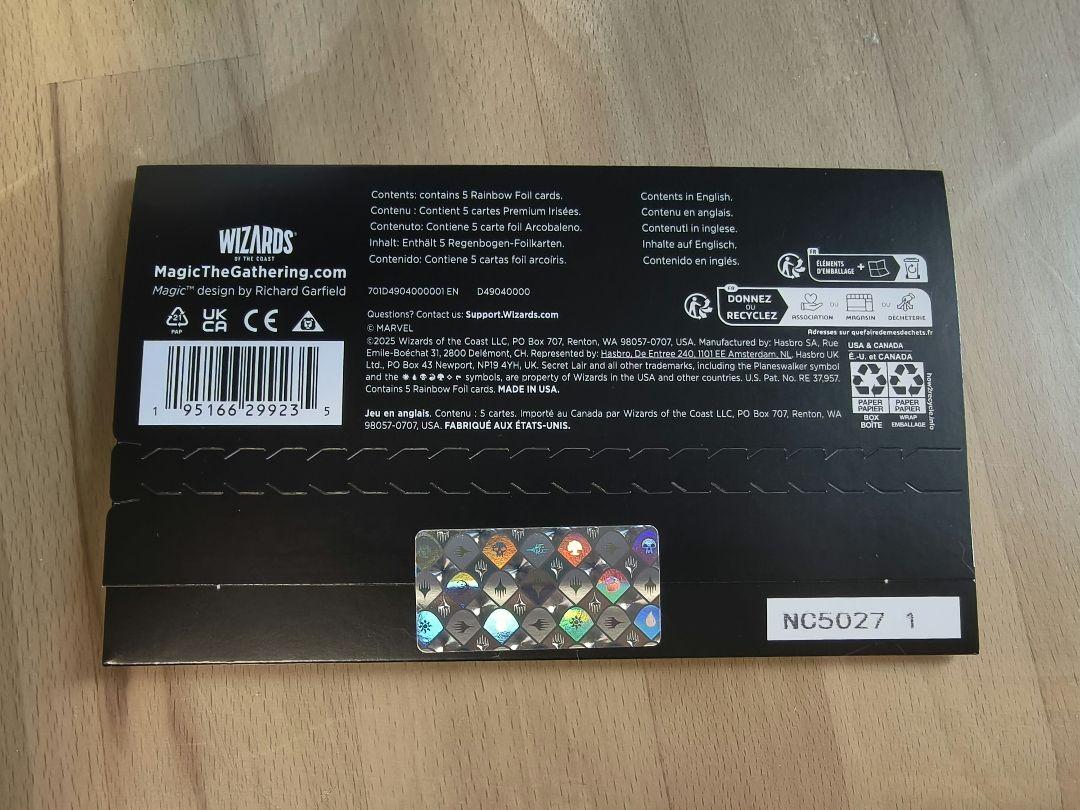 Contents: contains 5 Rainbow Foil cards.
Contenu : Contient 5 cartes Premium Irisées.
Contenuto: Contiene 5 carte foil Arcobaleno.
Inhalt: Enthält 5 Regenbogen-Foilkarten.
Contenido: Contiene 5 cartas foil arcoíris.
Contents in English.
Contenu en anglais.
Contenuti in inglese.
Inhalte auf Englisch.
Contenido en inglés.
WIZARDS
OF THE COAST
MagicTheGathering.com
Magic™ design by Richard Garfield
21
PAP
UK
CA
CE
1 95166 29923 5
701D4904000001 EN D49040000
Questions? Contact us: Support.Wizards.com
© MARVEL
©2025 Wizards of the Coast LLC, PO Box 707, Renton, WA 98057-0707, USA. Manufactured by: Hasbro SA, Rue
Emile-Boéchat 31, 2800 Delémont, CH. Represented by: Hasbro, De Entree 240, 1101 EE Amsterdam, NL. Hasbro UK
Ltd., PO Box 43 Newport, NP19 4YH, UK. Secret Lair and all other trademarks, including the Planeswalker symbol
and the symbols, are property of Wizards in the USA and other countries. U.S. Pat. No. RE 37,957.
Contains 5 Rainbow Foil cards. MADE IN USA.
Jeu en anglais. Contenu : 5 cartes. Importé au Canada par Wizards of the Coast LLC, PO Box 707, Renton, WA
98057-0707, USA. FABRIQUÉ AUX ÉTATS-UNIS.
FR
ÉLÉMENTS
D'EMBALLAGE +
FR
DONNEZ
OU
RECYCLEZ
ASSOCIATION OU MAGASIN OU DÉCHÈTERIE
Adresses sur quefairedemesdechets.fr
USA & CANADA
É.-U. et CANADA
PAPER PAPER
PAPIER PAPIER
BOX WRAP
BOÎTE EMBALLAGE
how2recycle.info
NC5027 1